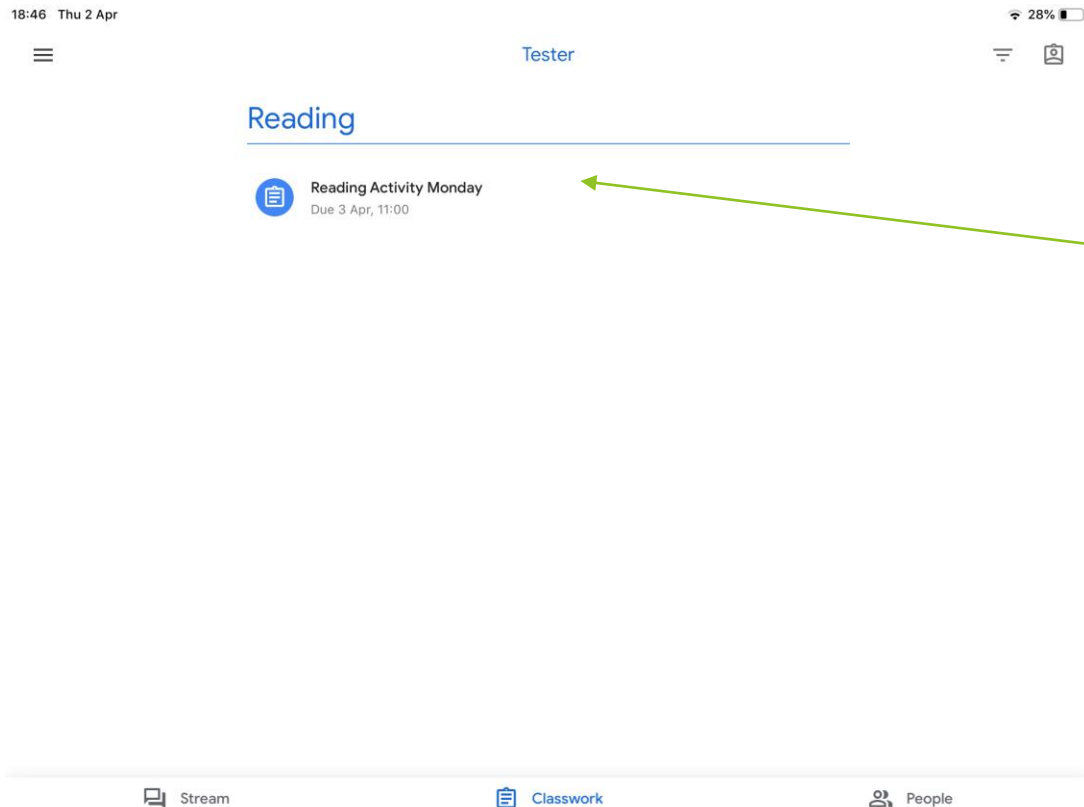 18:46 Thu 2 Apr 28%
Tester
Reading
Reading Activity Monday
Due 3 Apr, 11:00
Stream Classwork People